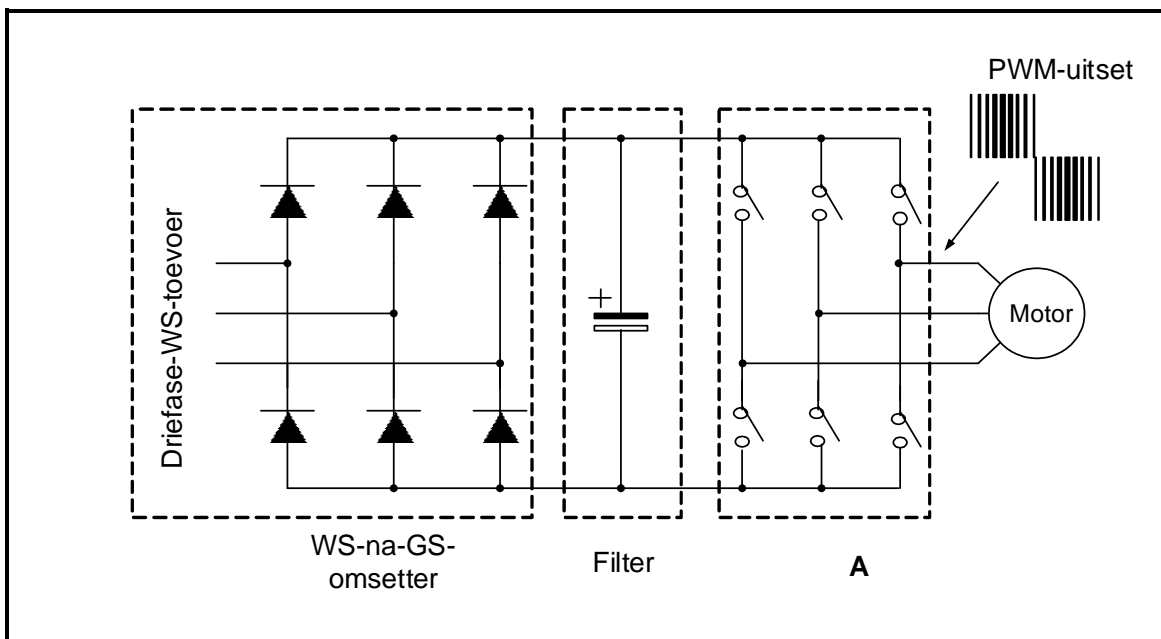 PWM-uitset
Driefase-WS-toevoer
+
Motor
WS-na-GS-
omsetter
Filter
A